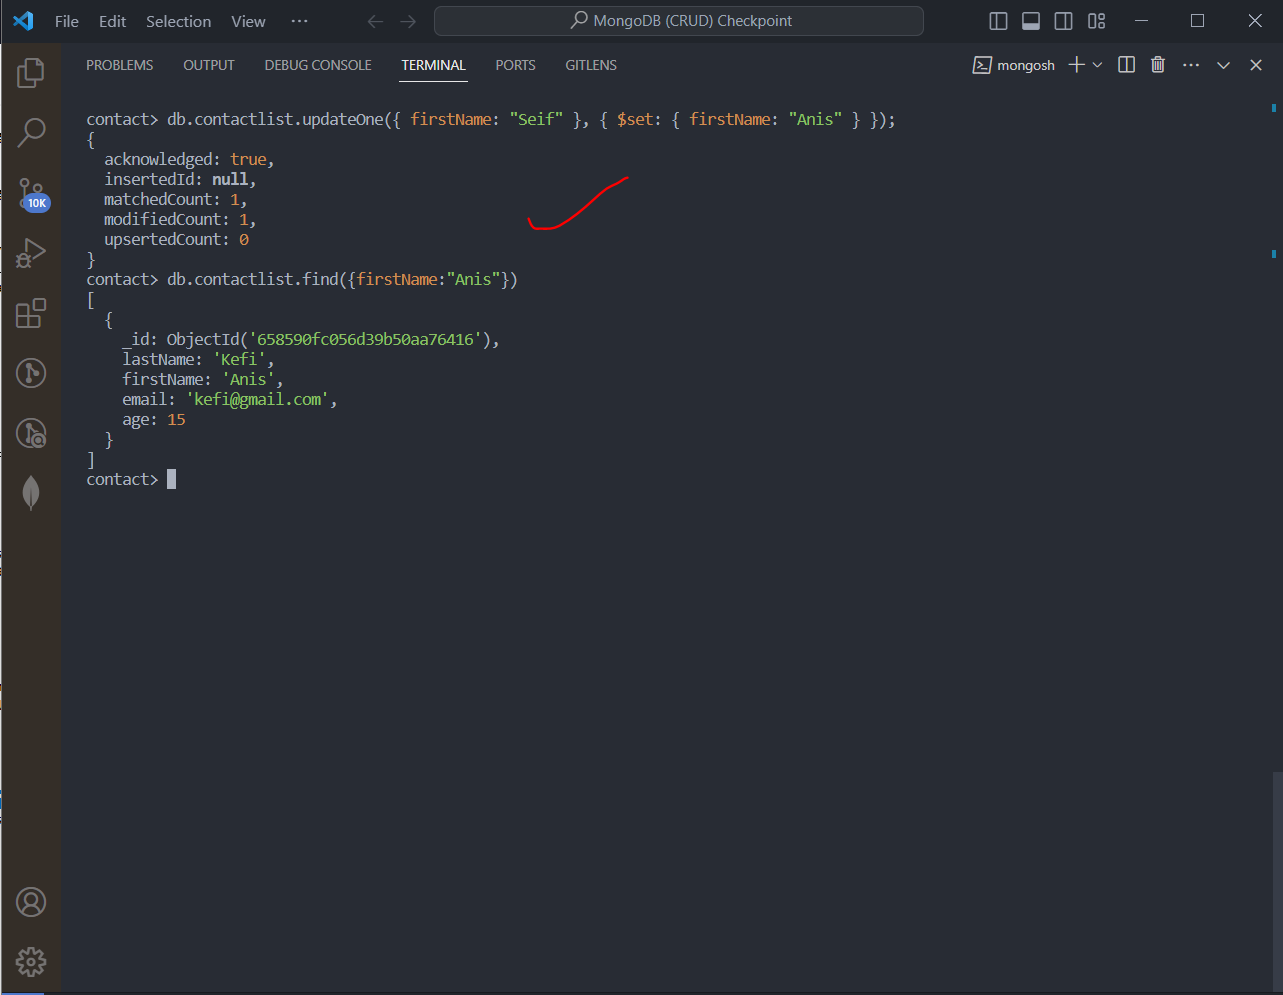 File Edit Selection View ··· MongoDB (CRUD) Checkpoint
PROBLEMS OUTPUT DEBUG CONSOLE TERMINAL PORTS GITLENS mongosh
contact> db.contactlist.updateOne({ firstName: "Seif" }, { $set: { firstName: "Anis" } });
{
  acknowledged: true,
  insertedId: null,
  matchedCount: 1,
  modifiedCount: 1,
  upsertedCount: 0
}
contact> db.contactlist.find({firstName:"Anis"})
[
  {
    _id: ObjectId('658590fc056d39b50aa76416'),
    lastName: 'Kefi',
    firstName: 'Anis',
    email: 'kefi@gmail.com',
    age: 15
  }
]
contact>
10K